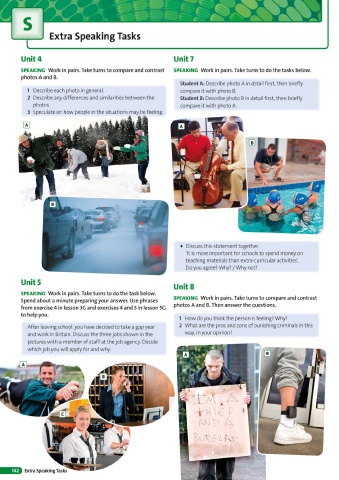 S
Extra Speaking Tasks
Unit 4
SPEAKING Work in pairs. Take turns to compare and contrast
photos A and B.
1 Describe each photo in general.
2 Describe any differences and similarities between the
photos.
3 Speculate on how people in the situations may be feeling.
A
B
Unit 5
SPEAKING Work in pairs. Take turns to do the task below.
Spend about a minute preparing your answer. Use phrases
from exercise 4 in lesson 3G and exercises 4 and 5 in lesson 5G
to help you.
After leaving school, you have decided to take a gap year
and work in Britain. Discuss the three jobs shown in the
pictures with a member of staff at the job agency. Decide
which job you will apply for and why.
A
B
C
Unit 7
SPEAKING Work in pairs. Take turns to do the tasks below.
Student A: Describe photo A in detail first, then briefly
compare it with photo B.
Student B: Describe photo B in detail first, then briefly
compare it with photo A.
A
B
• Discuss this statement together.
'It is more important for schools to spend money on
teaching materials than extra-curricular activities'.
Do you agree? Why? / Why not?
Unit 8
SPEAKING Work in pairs. Take turns to compare and contrast
photos A and B. Then answer the questions.
1 How do you think the person is feeling? Why?
2 What are the pros and cons of punishing criminals in this
way, in your opinion?
A
B
I AM A
THIEF
AND A
BURGLAR
142 Extra Speaking Tasks